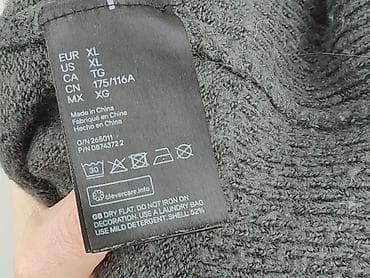 EUR XL
US XL
CA TG
CN 175/116A
MX XG
Made in China
Fabriqué en Chine
Hecho en China
O/N 265011
P/N 0874372 2
30
clevercare.info
GB DRY FLAT. DO NOT IRON ON
DECORATION. USE A LAUNDRY BAG
USE MILD DETERGENT. SHELL 52%